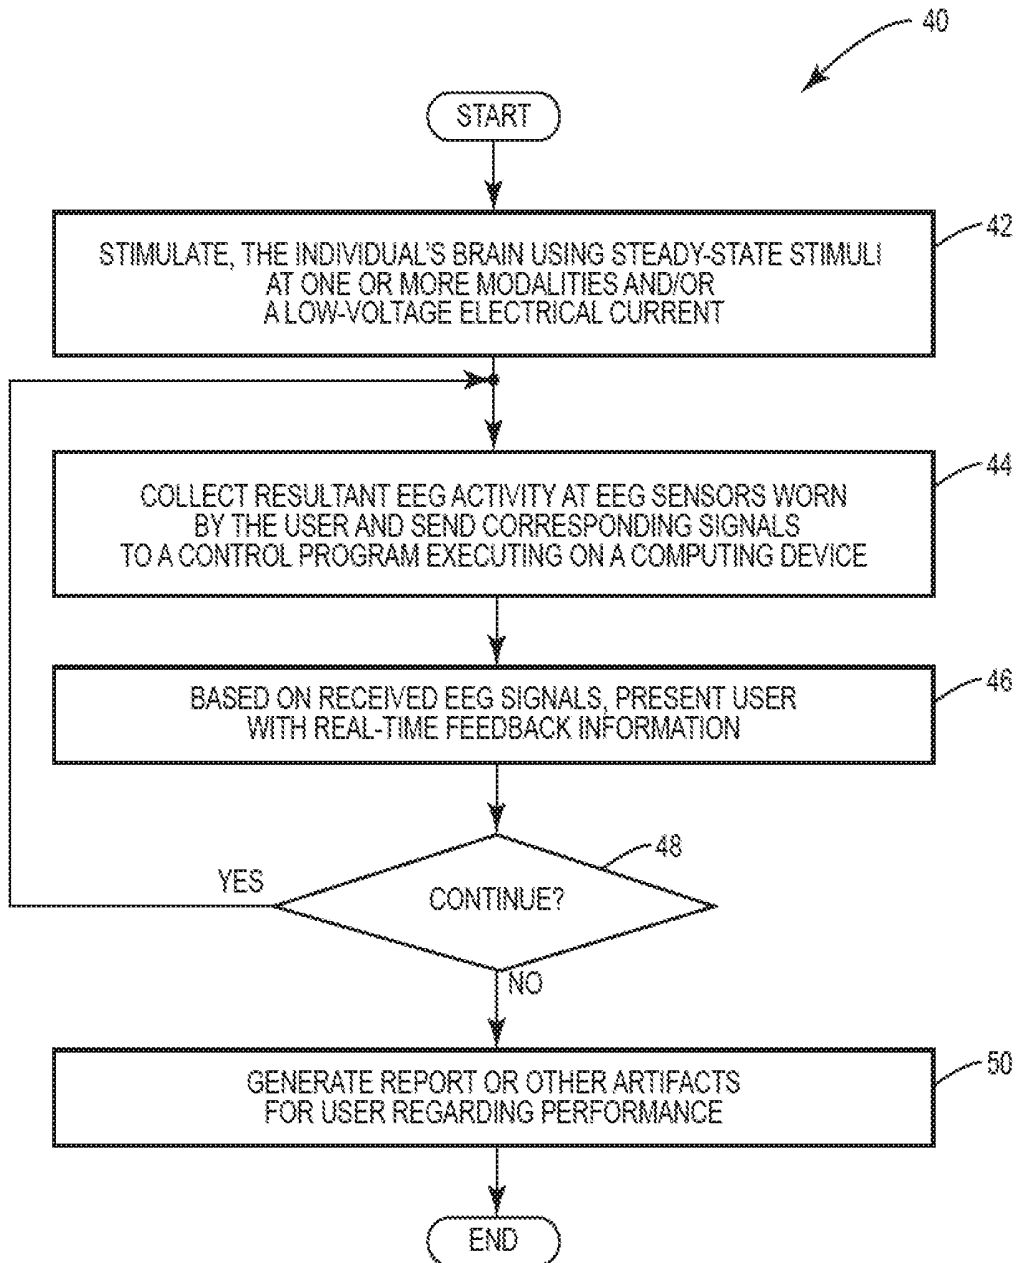 40
START
42
STIMULATE, THE INDIVIDUAL'S BRAIN USING STEADY-STATE STIMULI
AT ONE OR MORE MODALITIES AND/OR
A LOW-VOLTAGE ELECTRICAL CURRENT
44
COLLECT RESULTANT EEG ACTIVITY AT EEG SENSORS WORN
BY THE USER AND SEND CORRESPONDING SIGNALS
TO A CONTROL PROGRAM EXECUTING ON A COMPUTING DEVICE
46
BASED ON RECEIVED EEG SIGNALS, PRESENT USER
WITH REAL-TIME FEEDBACK INFORMATION
48
YES
CONTINUE?
NO
50
GENERATE REPORT OR OTHER ARTIFACTS
FOR USER REGARDING PERFORMANCE
END